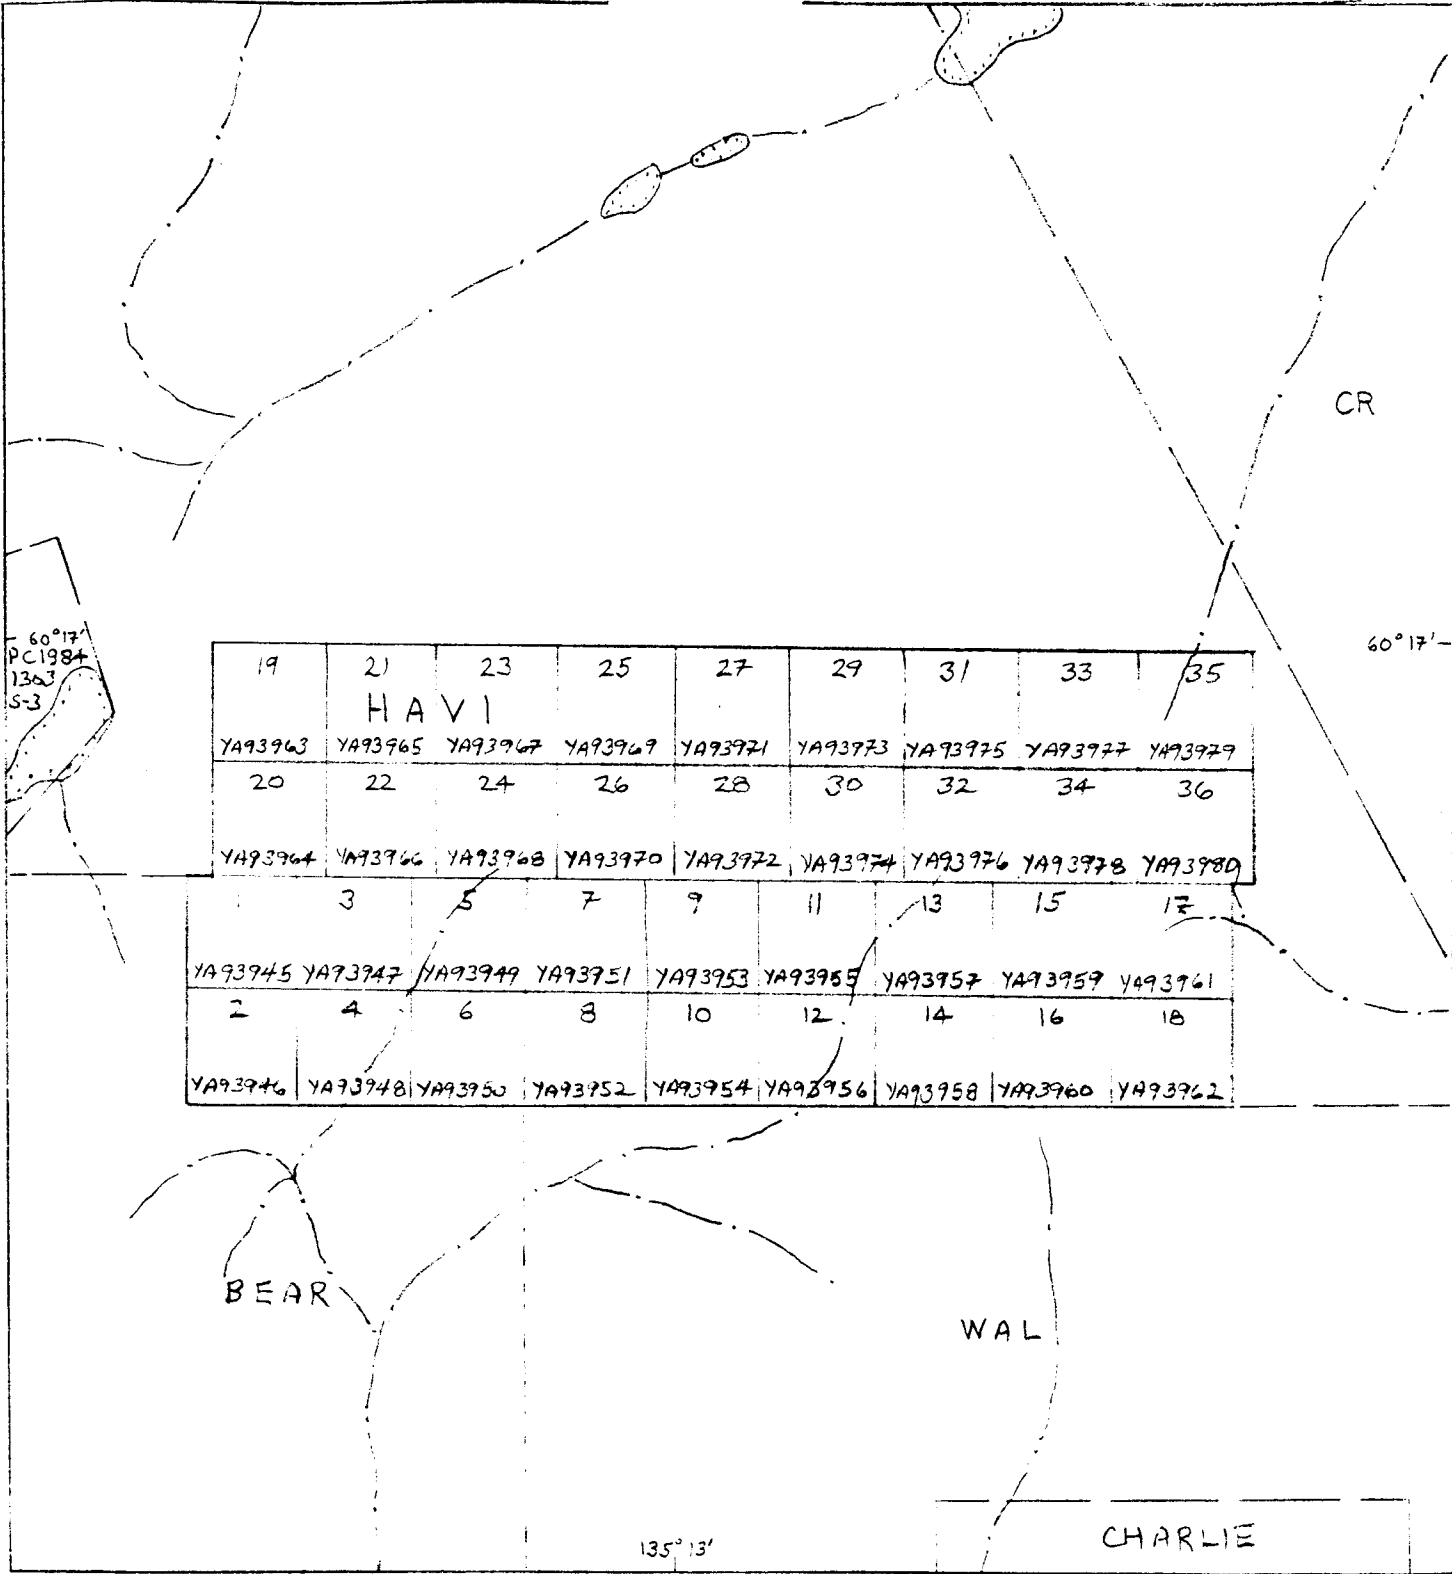 CR
60°17'
PC1984
1303
S-3
60°17'
19 21 23 25 27 29 31 33 35
HAVI
YA93963 YA93965 YA93967 YA93969 YA93971 YA93973 YA93975 YA93977 YA93979
20 22 24 26 28 30 32 34 36
YA93964 YA93966 YA93968 YA93970 YA93972 YA93974 YA93976 YA93978 YA93980
3 5 7 9 11 13 15 17
YA93945 YA93947 YA93949 YA93951 YA93953 YA93955 YA93957 YA93959 YA93961
2 4 6 8 10 12 14 16 18
YA93946 YA93948 YA93950 YA93952 YA93954 YA93956 YA93958 YA93960 YA93962
BEAR
WAL
135°13'
CHARLIE